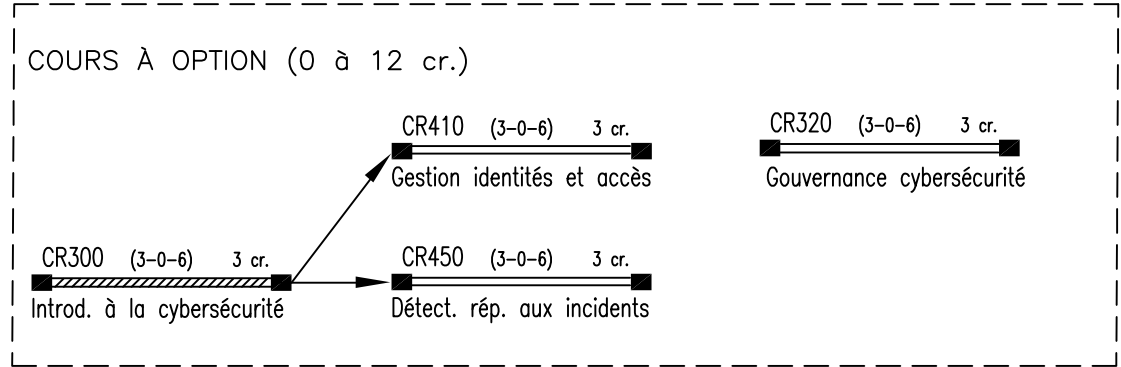 COURS À OPTION (0 à 12 cr.)
CR410 (3-0-6) 3 cr.
Gestion identités et accès
CR320 (3-0-6) 3 cr.
Gouvernance cybersécurité
CR300 (3-0-6) 3 cr.
Introd. à la cybersécurité
CR450 (3-0-6) 3 cr.
Détect. rép. aux incidents